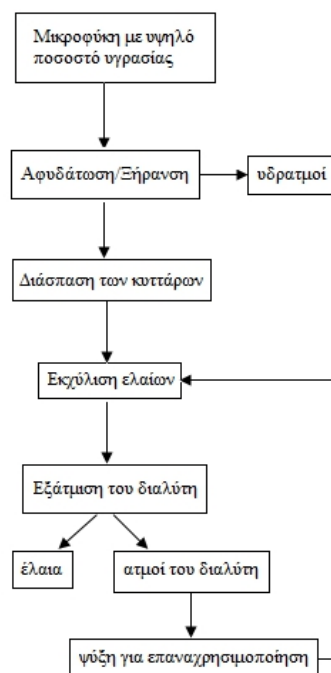 Μικροφύκη με υψηλό
ποσοστό υγρασίας
Αφυδάτωση/Ξήρανση
υδρατμοί
Διάσπαση των κυττάρων
Εκχύλιση ελαίων
Εξάτμιση του διαλύτη
έλαια
ατμοί του διαλύτη
ψύξη για επαναχρησιμοποίηση